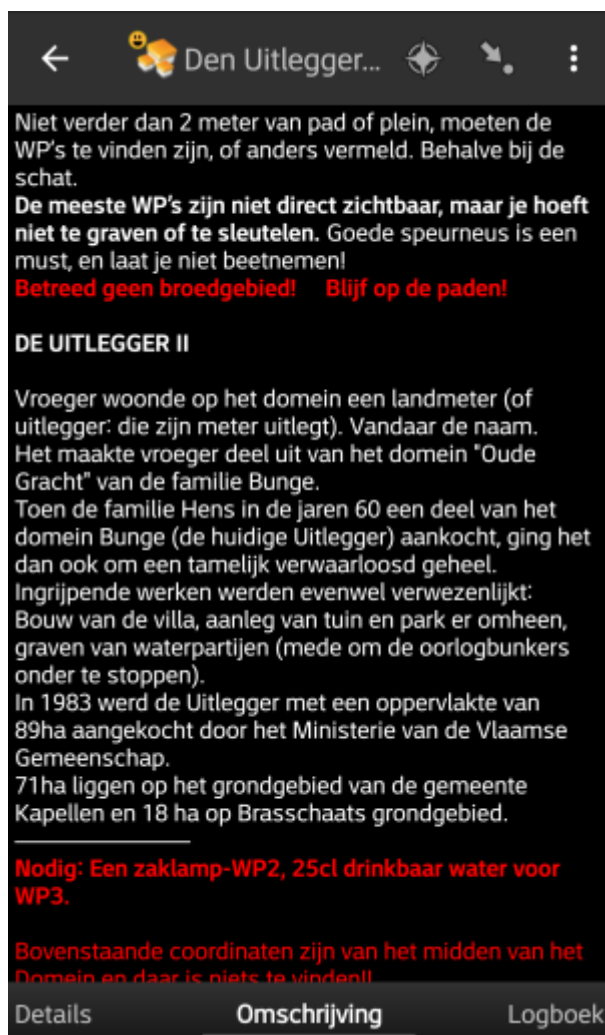 Den Uitlegger...
Niet verder dan 2 meter van pad of plein, moeten de
WP's te vinden zijn, of anders vermeld. Behalve bij de
schat.
De meeste WP's zijn niet direct zichtbaar, maar je hoeft
niet te graven of te sleutelen. Goede speurneus is een
must, en laat je niet beetnemen!
Betreed geen broedgebied! Blijf op de paden!
DE UITLEGGER II
Vroeger woonde op het domein een landmeter (of
uitlegger: die zijn meter uitlegt). Vandaar de naam.
Het maakte vroeger deel uit van het domein "Oude
Gracht" van de familie Bunge.
Toen de familie Hens in de jaren 60 een deel van het
domein Bunge (de huidige Uitlegger) aankocht, ging het
dan ook om een tamelijk verwaarloosd geheel.
Ingrijpende werken werden evenwel verwezenlijkt:
Bouw van de villa, aanleg van tuin en park er omheen,
graven van waterpartijen (mede om de oorlogbunkers
onder te stoppen).
In 1983 werd de Uitlegger met een oppervlakte van
89ha aangekocht door het Ministerie van de Vlaamse
Gemeenschap.
71ha liggen op het grondgebied van de gemeente
Kapellen en 18 ha op Brasschaats grondgebied.
Nodig: Een zaklamp-WP2, 25cl drinkbaar water voor
WP3.
Bovenstaande coordinaten zijn van het midden van het
Domein en daar is niets te vinden!!
Details Omschrijving Logboek